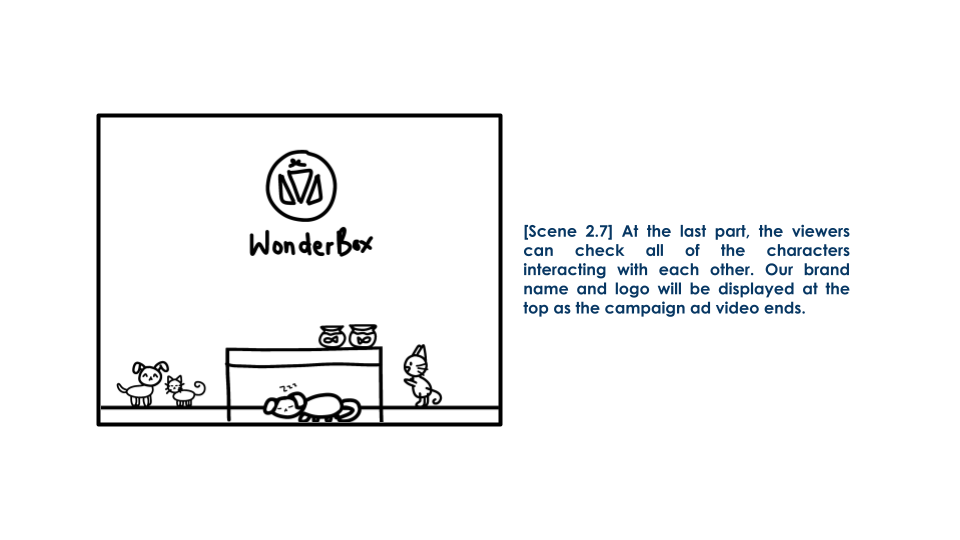 WonderBox
Zzz
[Scene 2.7] At the last part, the viewers
can check all of the characters
interacting with each other. Our brand
name and logo will be displayed at the
top as the campaign ad video ends.